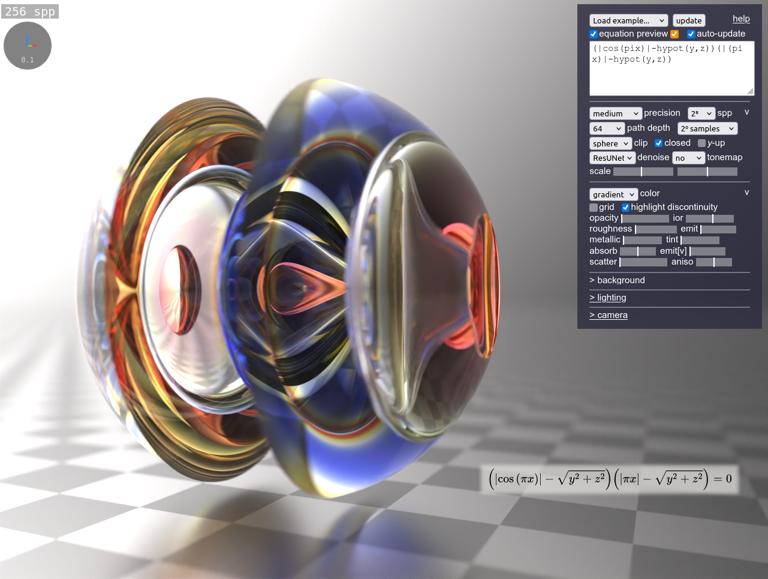 256 spp
0.1
Load example... update help
equation preview auto-update
(|cos(pix)|-hypot(y,z))(|(pi
x)|-hypot(y,z))
medium precision 2⁸ spp v
64 path depth 2⁰ samples
sphere clip closed y-up
ResUNet denoise no tonemap
scale
gradient color v
grid highlight discontinuity
opacity ior
roughness emit
metallic tint
absorb emit[v]
scatter aniso
> background
> lighting
> camera
(|cos (πx)| − √y² + z²)(|πx| − √y² + z²) = 0